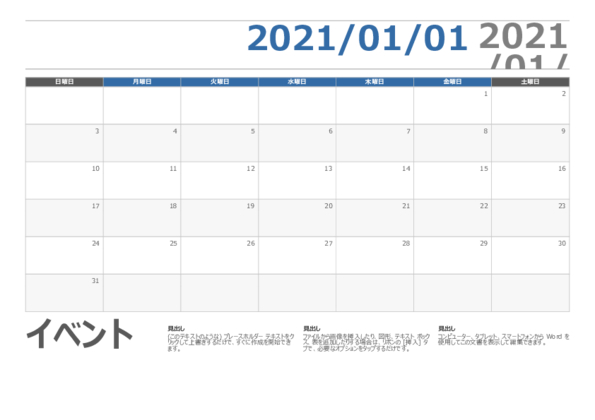 2021/01/01 2021
/01/
日曜日 月曜日 火曜日 水曜日 木曜日 金曜日 土曜日
1 2
3 4 5 6 7 8 9
10 11 12 13 14 15 16
17 18 19 20 21 22 23
24 25 26 27 28 29 30
31
イベント
見出し
(このテキストのような) プレースホルダー テキストをク
リックして上書きするだけで、すぐに作成を開始でき
ます。
見出し
ファイルから画像を挿入したり、図形、テキスト ボック
ス、表を追加したりする場合は、リボンの [挿入] タ
ブで、必要なオプションをタップするだけです。
見出し
コンピューター、タブレット、スマートフォンから Word を
使用してこの文書を表示して編集できます。